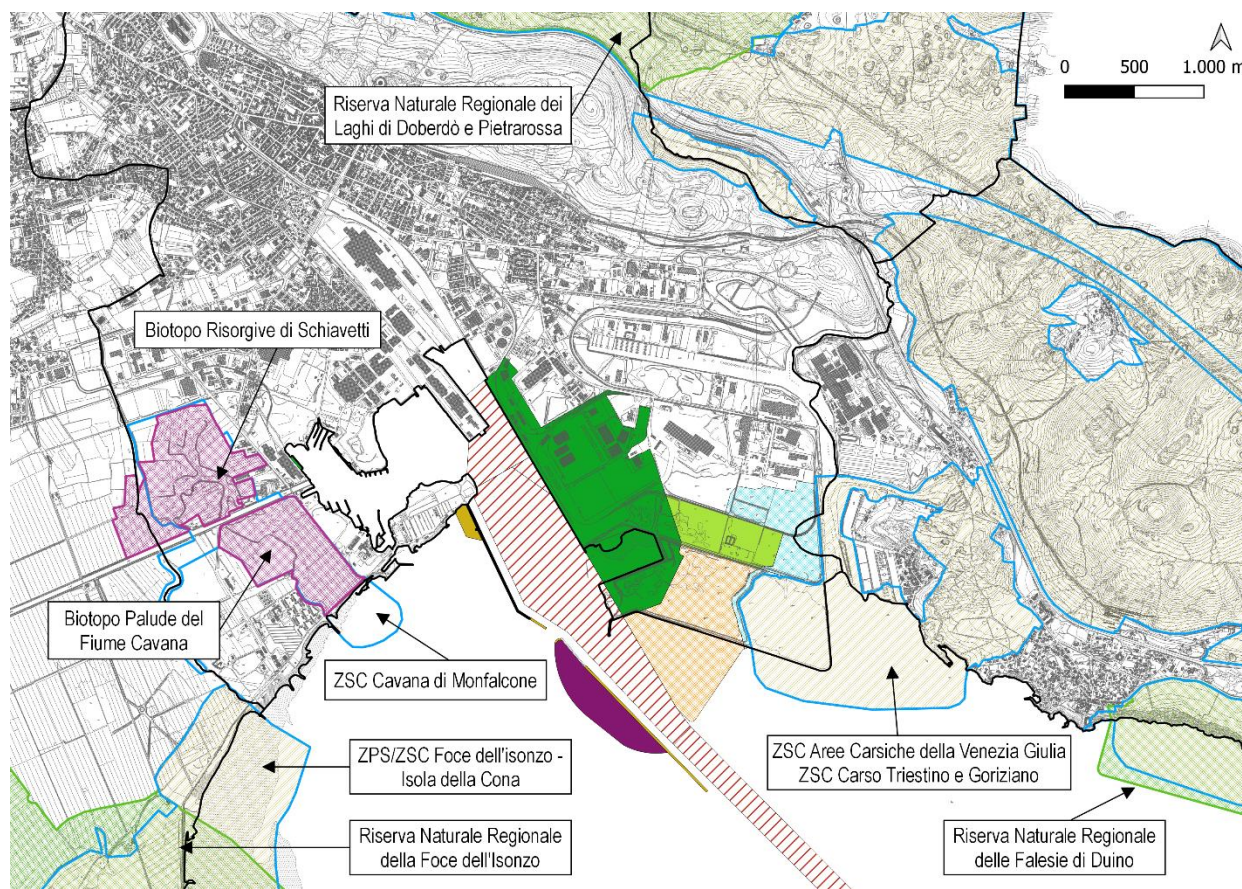 0 500 1.000 m
Riserva Naturale Regionale dei
Laghi di Doberdò e Pietrarossa
Biotopo Risorgive di Schiavetti
Biotopo Palude del
Fiume Cavana
ZSC Cavana di Monfalcone
ZPS/ZSC Foce dell'isonzo -
Isola della Cona
ZSC Aree Carsiche della Venezia Giulia
ZSC Carso Triestino e Goriziano
Riserva Naturale Regionale
della Foce dell'Isonzo
Riserva Naturale Regionale
delle Falesie di Duino